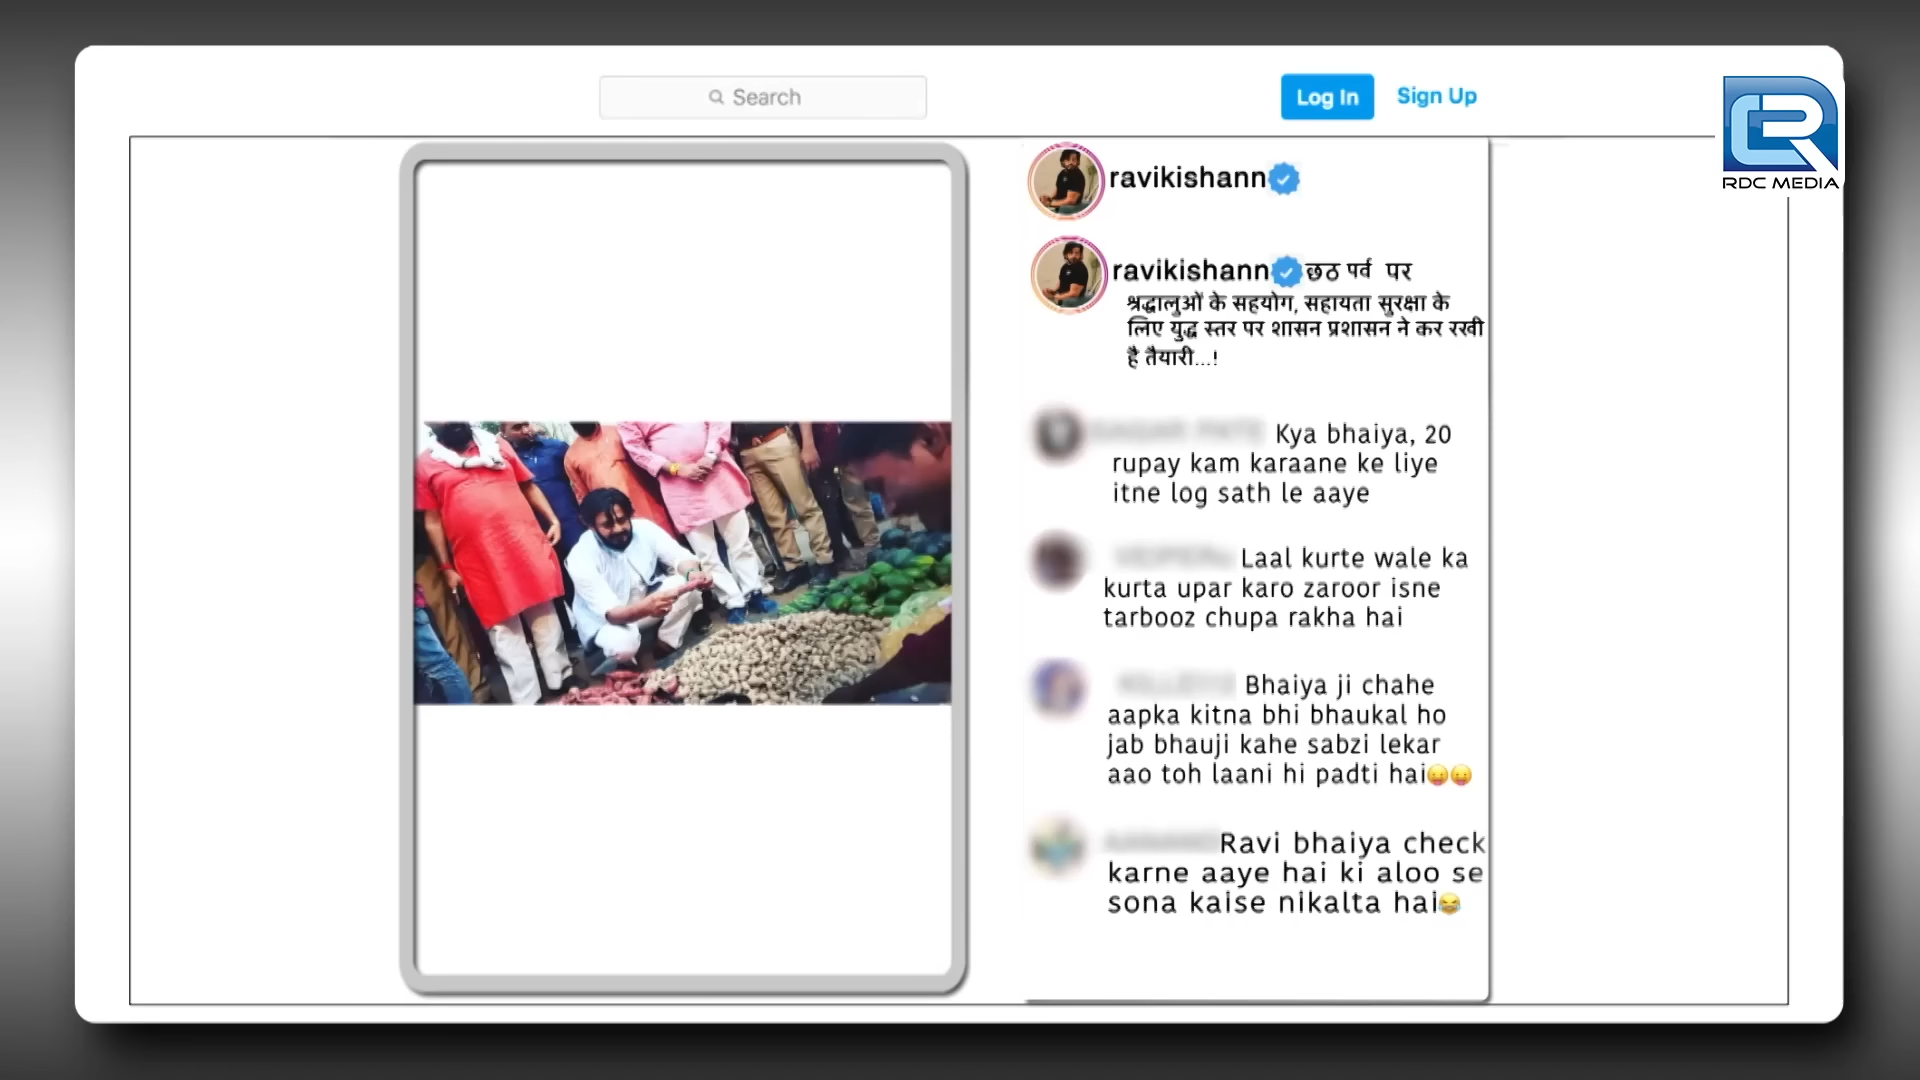 Search
Log In
Sign Up
RDC MEDIA
ravikishann
ravikishann छठ पर्व पर
श्रद्धालुओं के सहयोग, सहायता सुरक्षा के
लिए युद्ध स्तर पर शासन प्रशासन ने कर रखी
है तैयारी...!
Kya bhaiya, 20
rupay kam karaane ke liye
itne log sath le aaye
Laal kurte wale ka
kurta upar karo zaroor isne
tarbooz chupa rakha hai
Bhaiya ji chahe
aapka kitna bhi bhaukal ho
jab bhauji kahe sabzi lekar
aao toh laani hi padti hai😛😛
Ravi bhaiya check
karne aaye hai ki aloo se
sona kaise nikalta hai😂